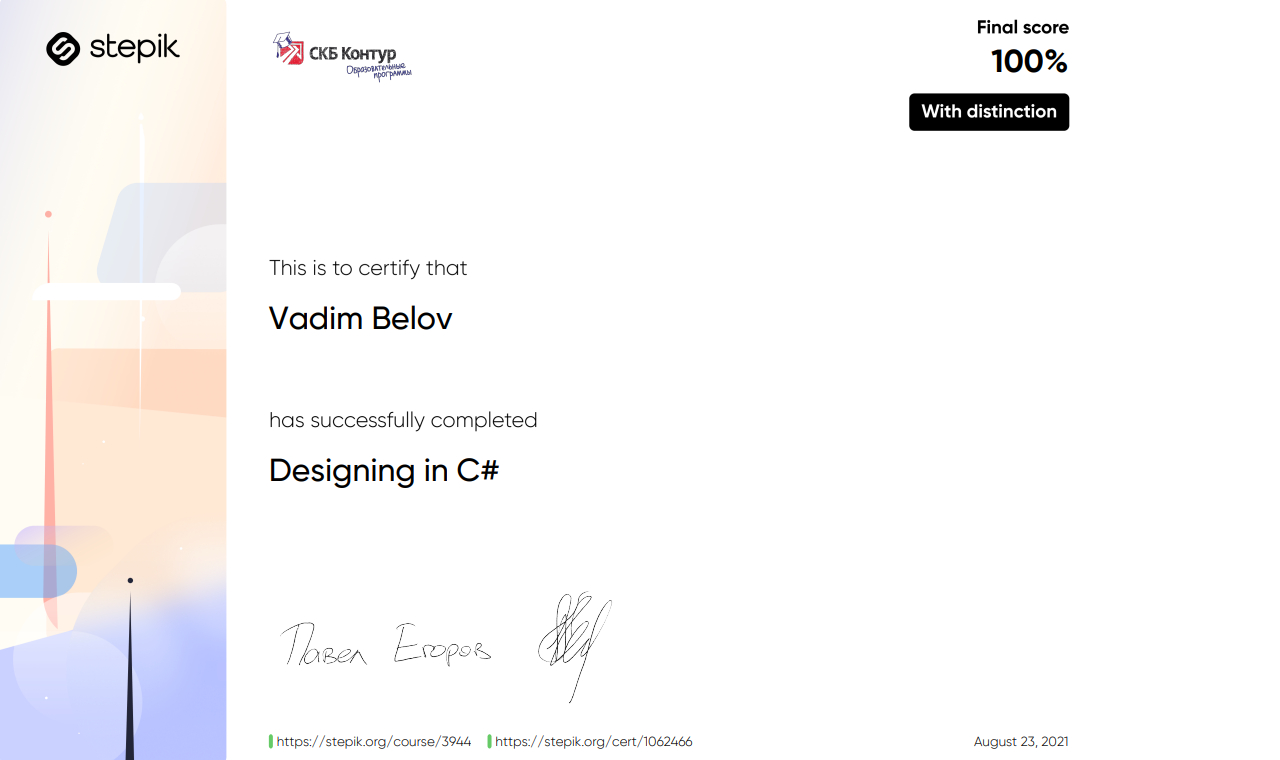 stepik
СКБ Контур
Образовательные
программы
Final score
100%
With distinction
This is to certify that
Vadim Belov
has successfully completed
Designing in C#
Павел Егоров
https://stepik.org/course/3944 https://stepik.org/cert/1062466
August 23, 2021